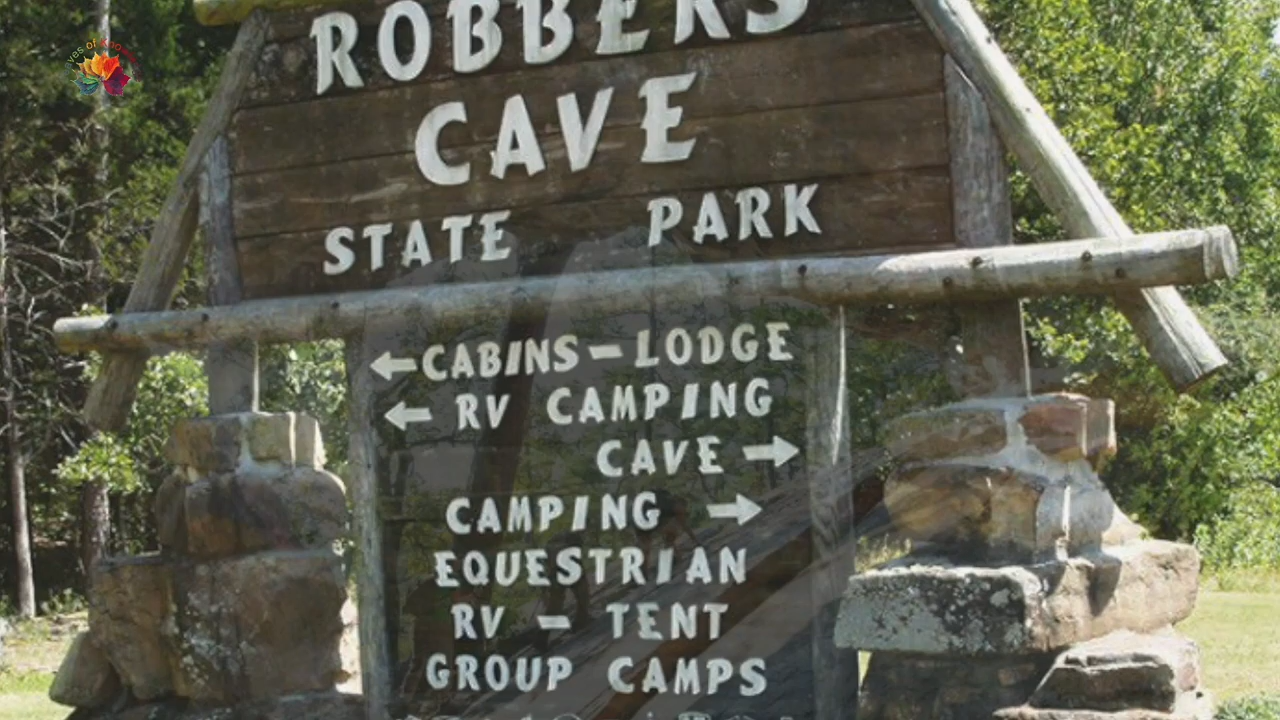 ROBBERS
CAVE
STATE PARK
←CABINS-LODGE
← RV CAMPING
CAVE →
CAMPING →
EQUESTRIAN
RV - TENT
GROUP CAMPS